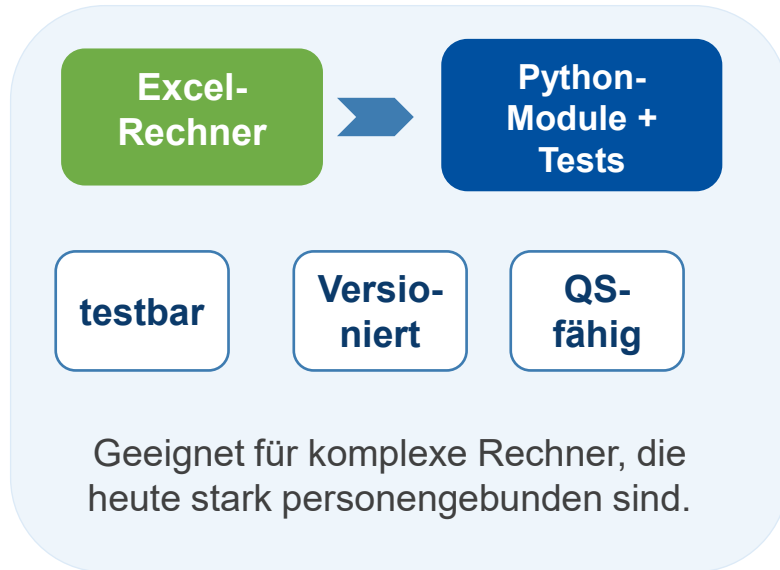 Excel-
Rechner
Python-
Module +
Tests
testbar
Versio-
niert
QS-
fähig
Geeignet für komplexe Rechner, die
heute stark personengebunden sind.